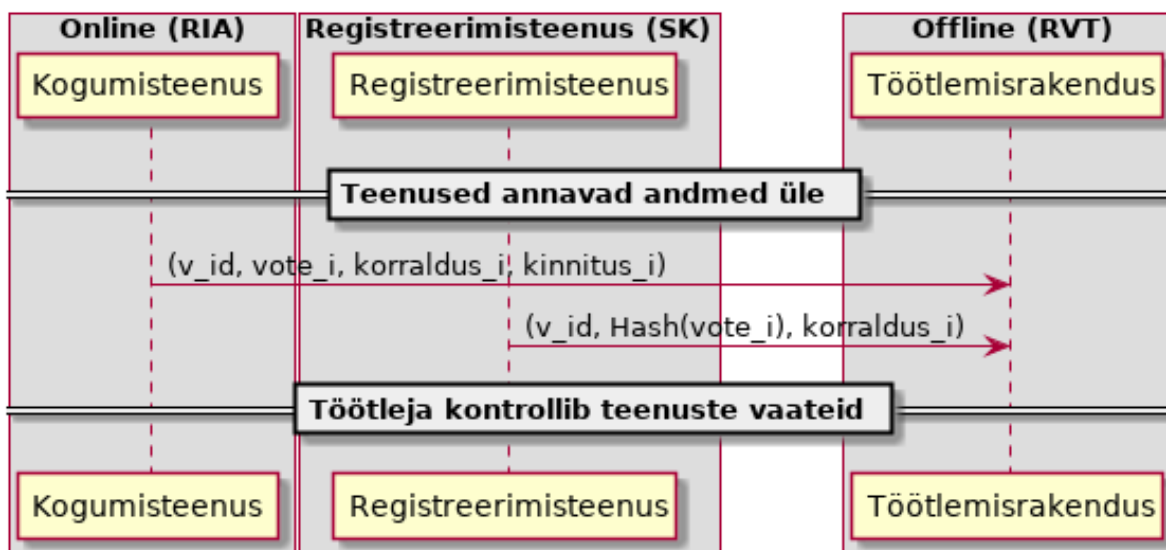 Online (RIA)
Registreerimisteenus (SK)
Offline (RVT)
Kogumisteenus
Registreerimisteenus
Töötlemisrakendus
Teenused annavad andmed üle
(v_id, vote_i, korraldus_i, kinnitus_i)
(v_id, Hash(vote_i), korraldus_i)
Töötleja kontrollib teenuste vaateid
Kogumisteenus
Registreerimisteenus
Töötlemisrakendus